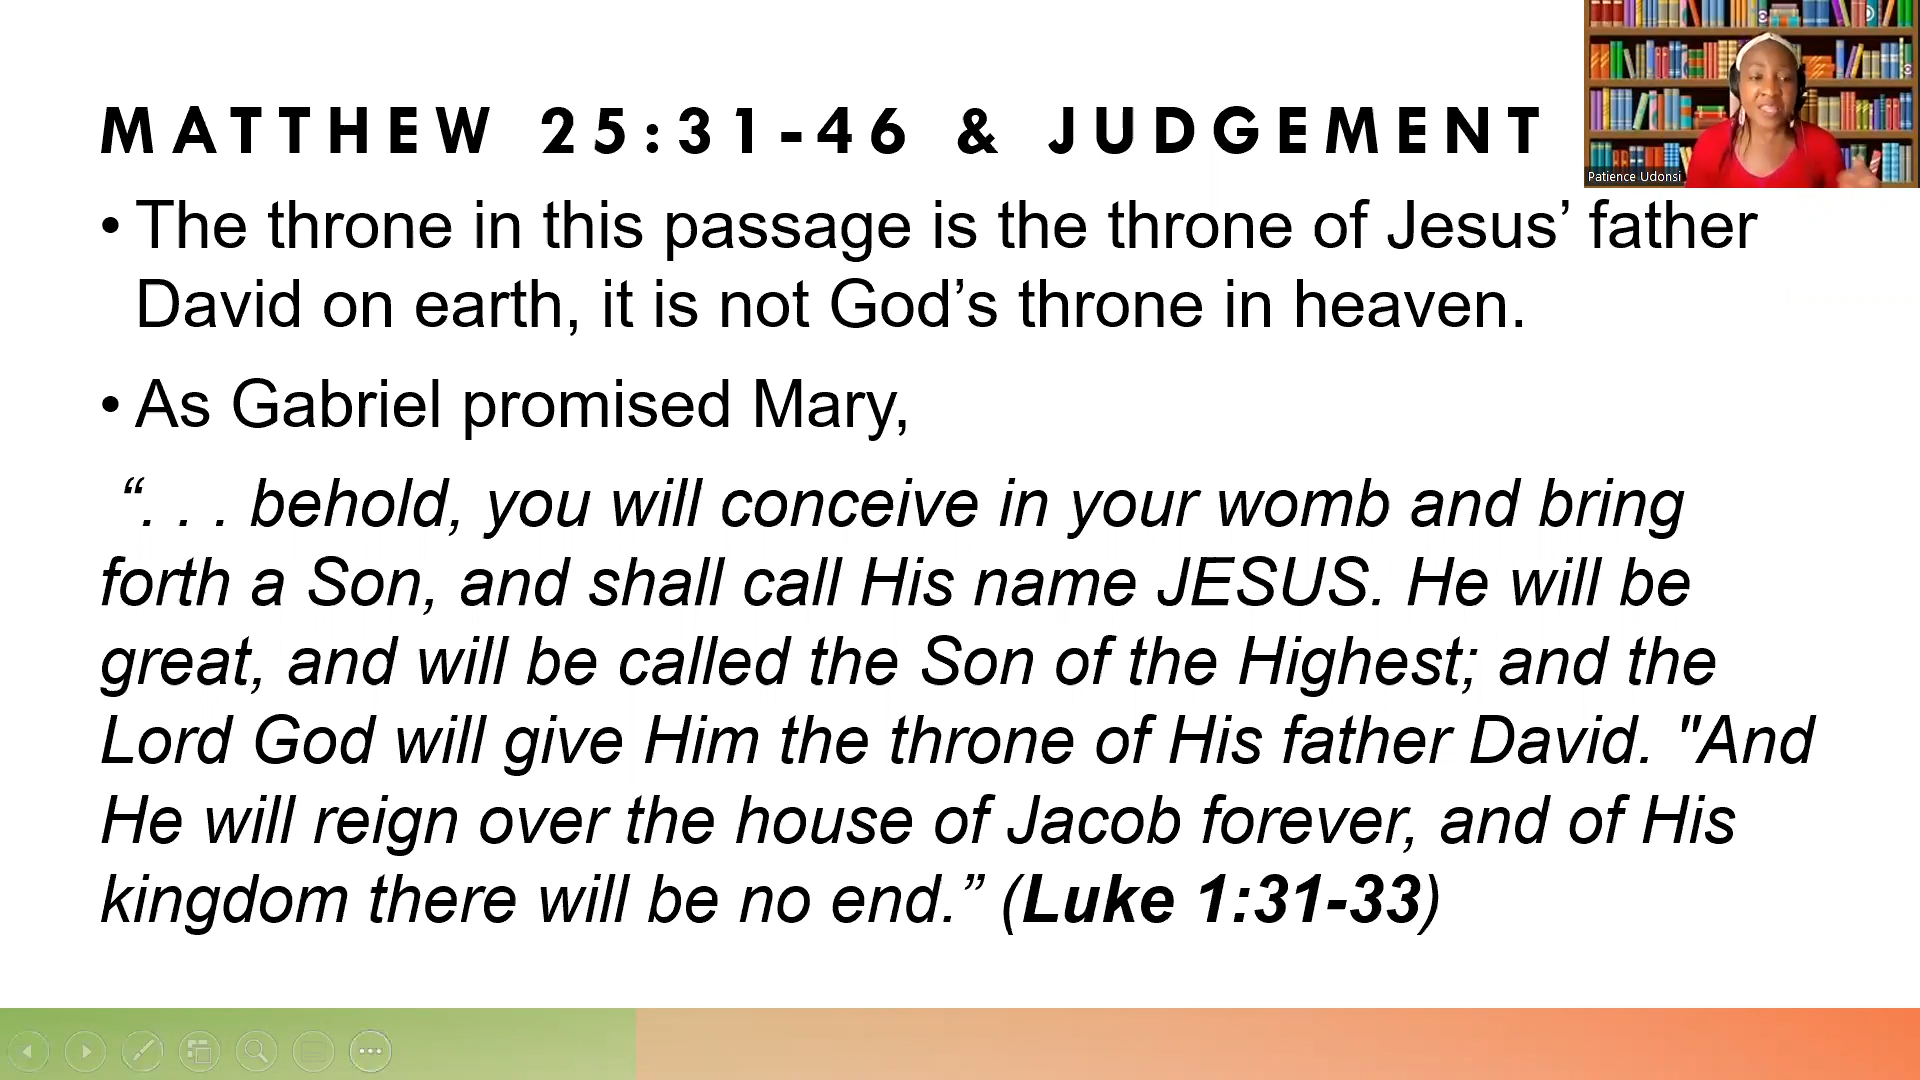 MATTHEW 25:31-46 & JUDGEMENT
Patience Udonsi
• The throne in this passage is the throne of Jesus’ father
David on earth, it is not God’s throne in heaven.
• As Gabriel promised Mary,
“. . . behold, you will conceive in your womb and bring
forth a Son, and shall call His name JESUS. He will be
great, and will be called the Son of the Highest; and the
Lord God will give Him the throne of His father David. "And
He will reign over the house of Jacob forever, and of His
kingdom there will be no end.” (Luke 1:31-33)